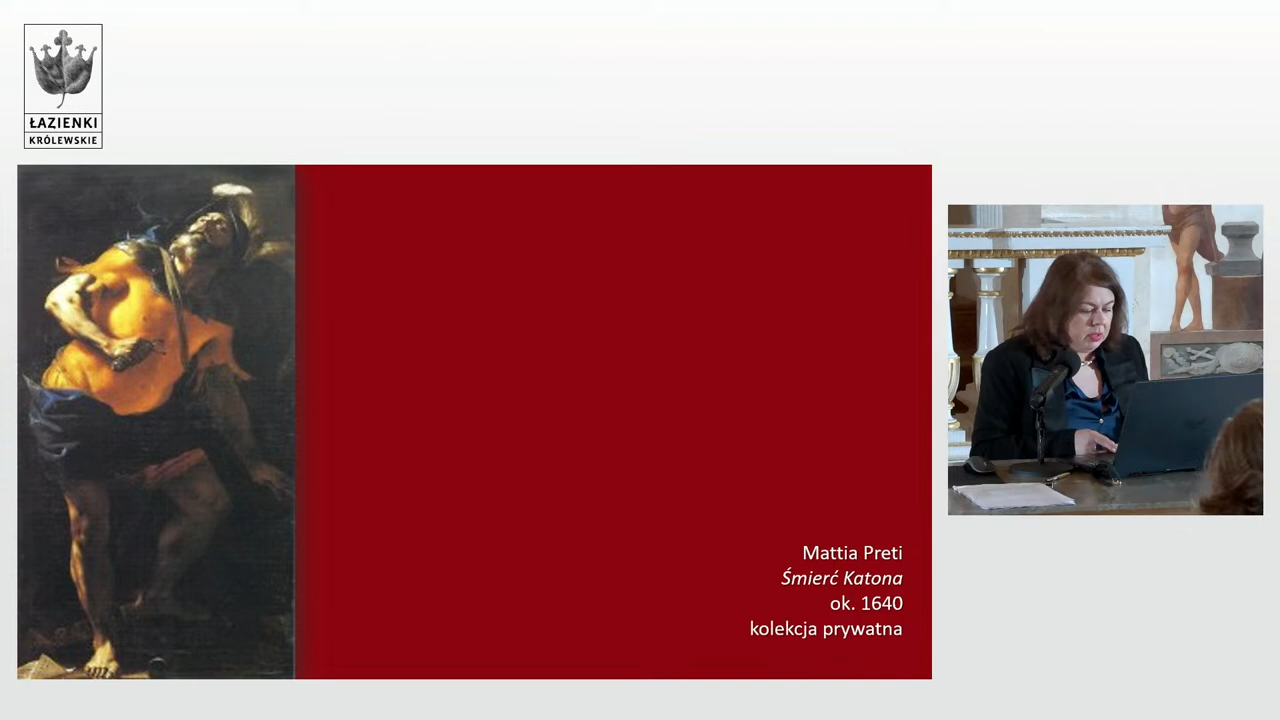 ŁAZIENKI
KRÓLEWSKIE
Mattia Preti
Śmierć Katona
ok. 1640
kolekcja prywatna